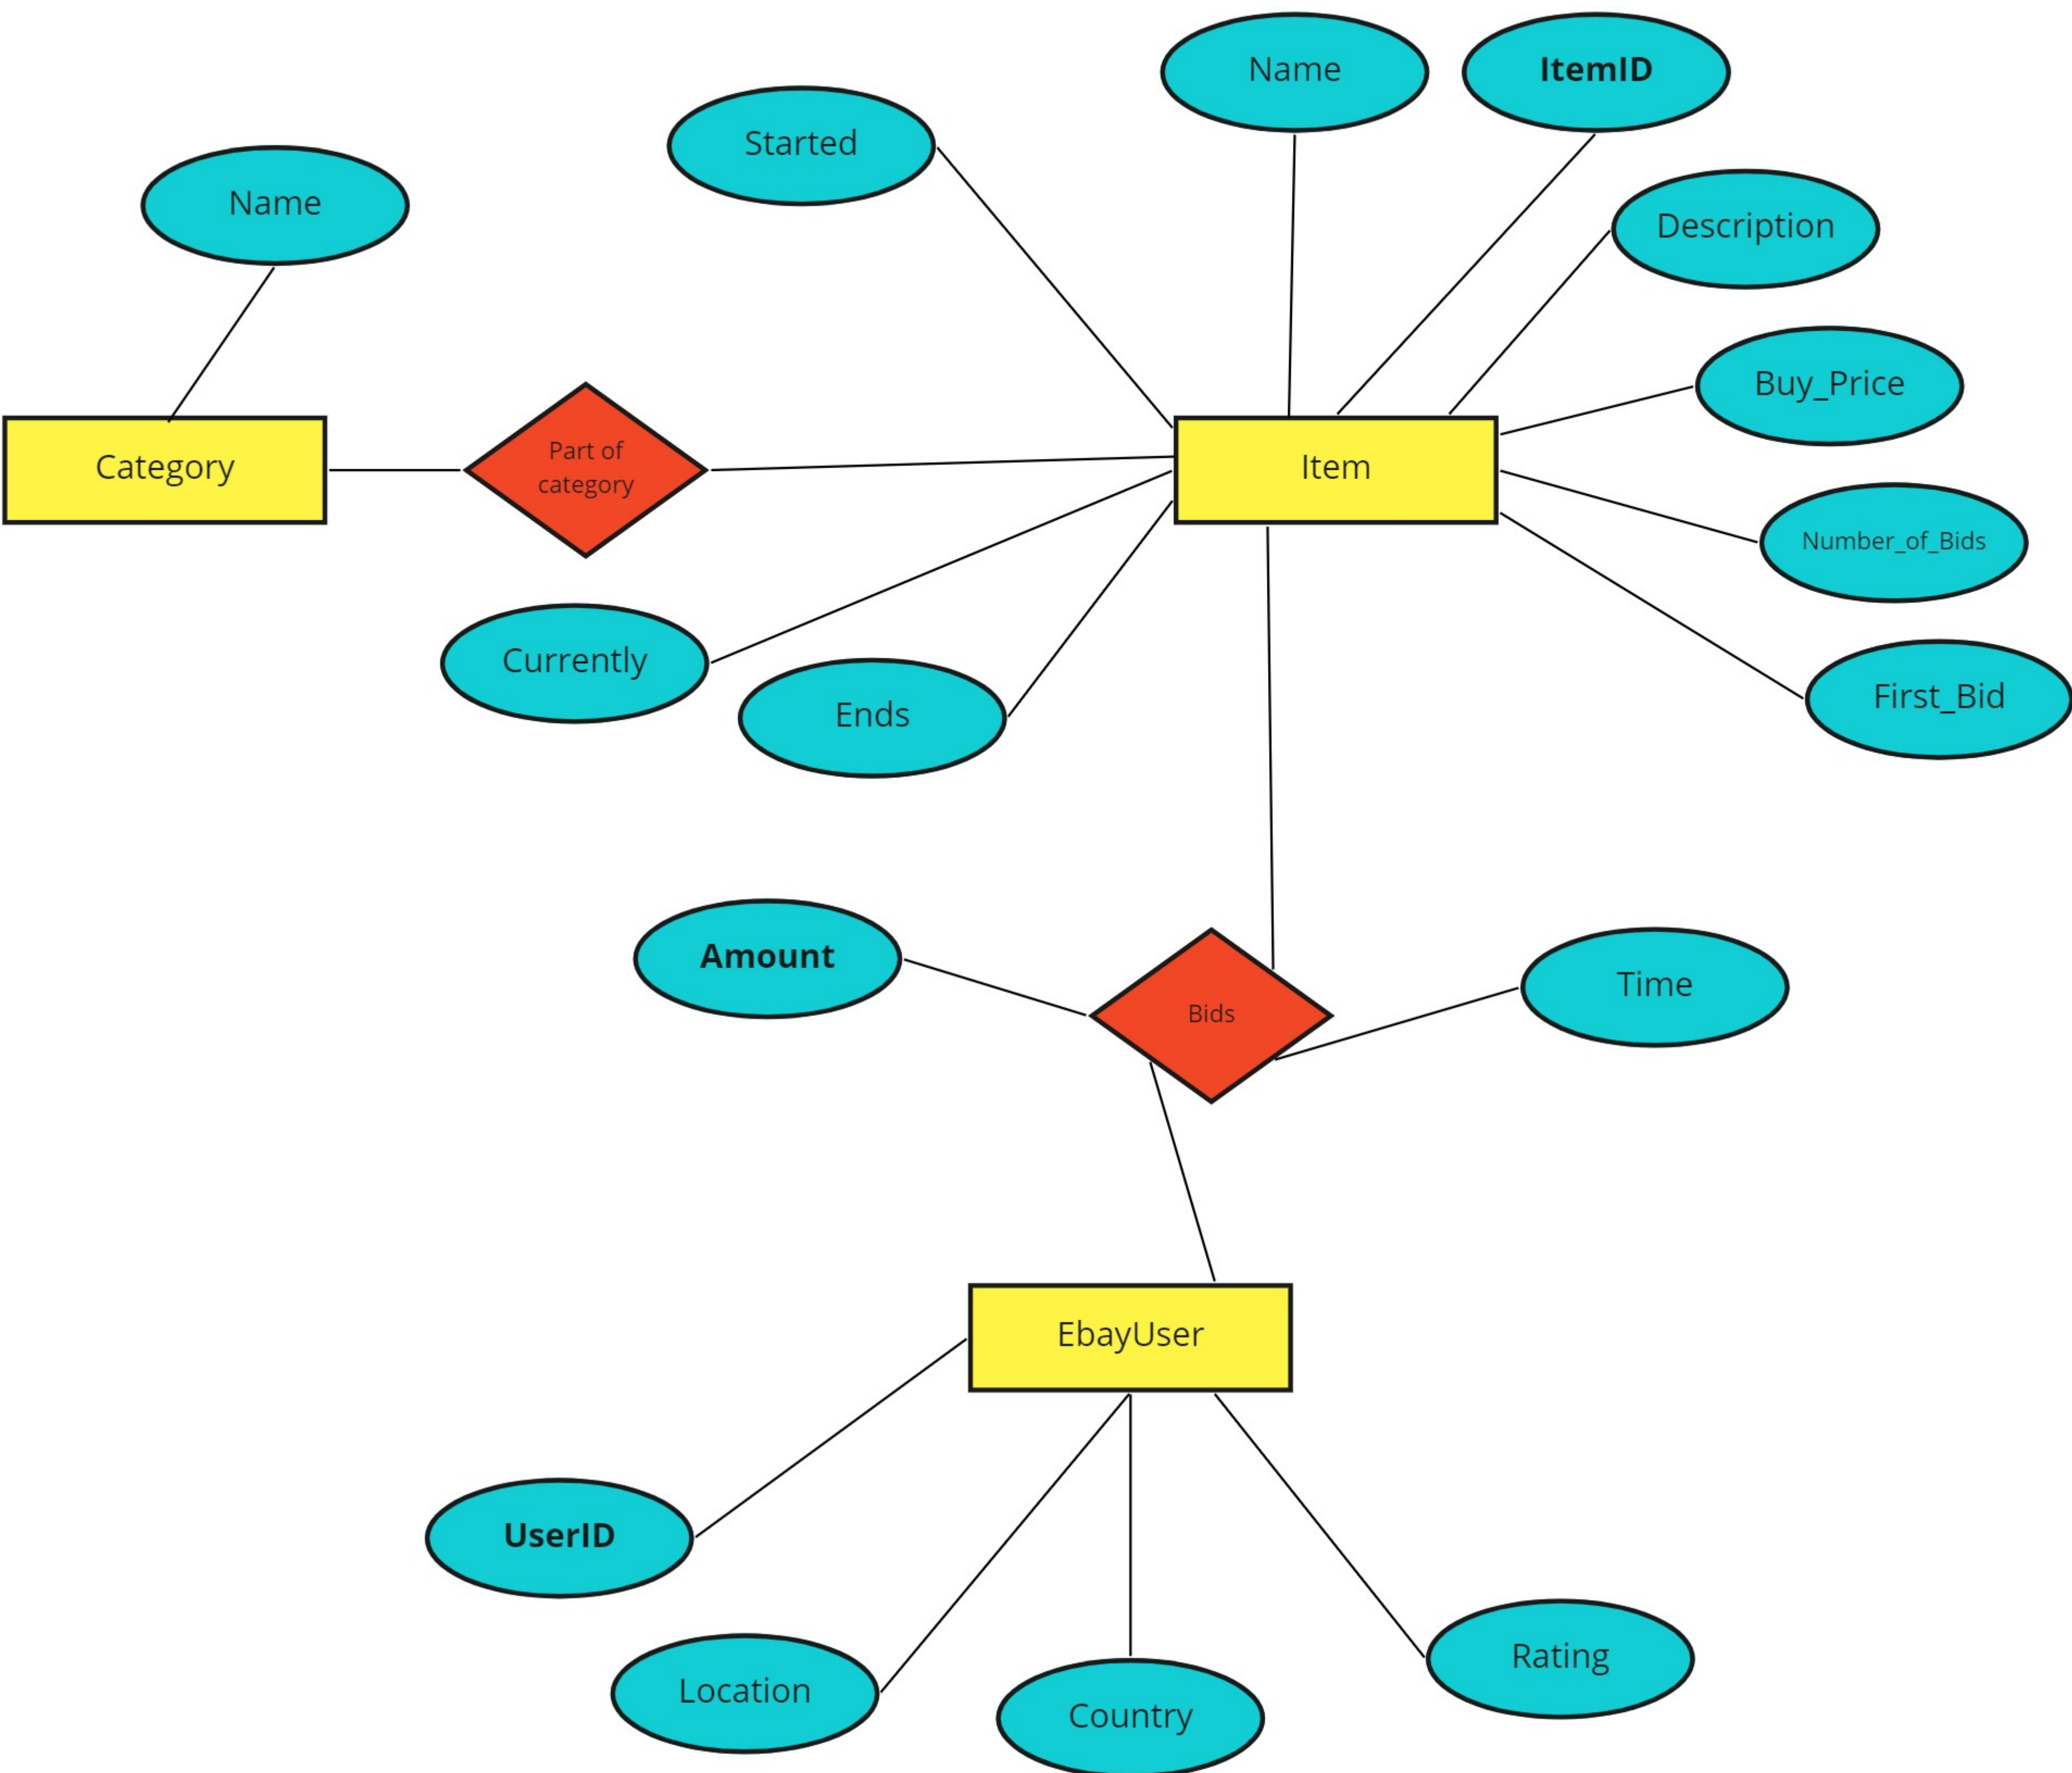 Name
ItemID
Started
Name
Description
Buy_Price
Category
Part of
category
Item
Number_of_Bids
Currently
Ends
First_Bid
Amount
Time
Bids
EbayUser
UserID
Location
Country
Rating